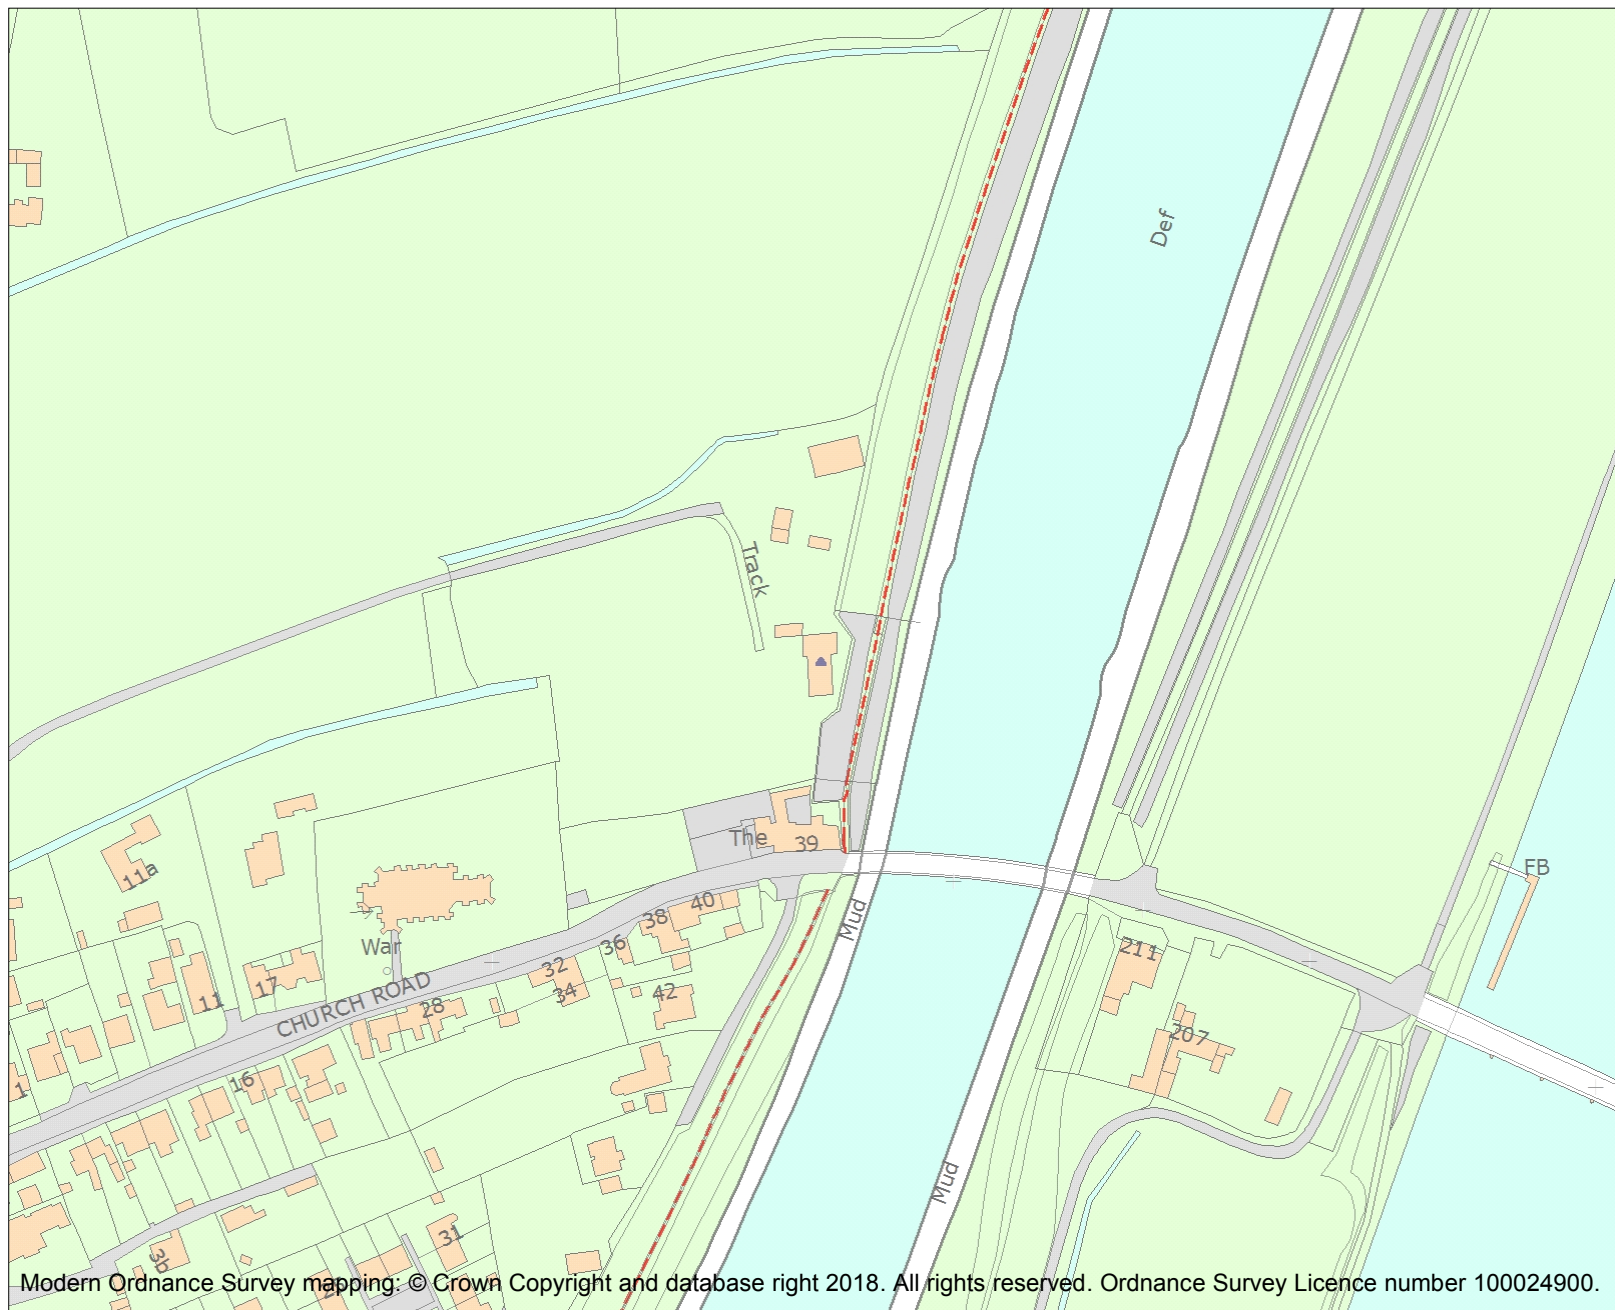 Def
Track
The
39
FB
11a
40
38
Mud
War
36
211
32
17
11
34
42
28
CHURCH ROAD
207
16
1
Mud
31
3b
Modern Ordnance Survey mapping: © Crown Copyright and database right 2018. All rights reserved. Ordnance Survey Licence number 100024900.